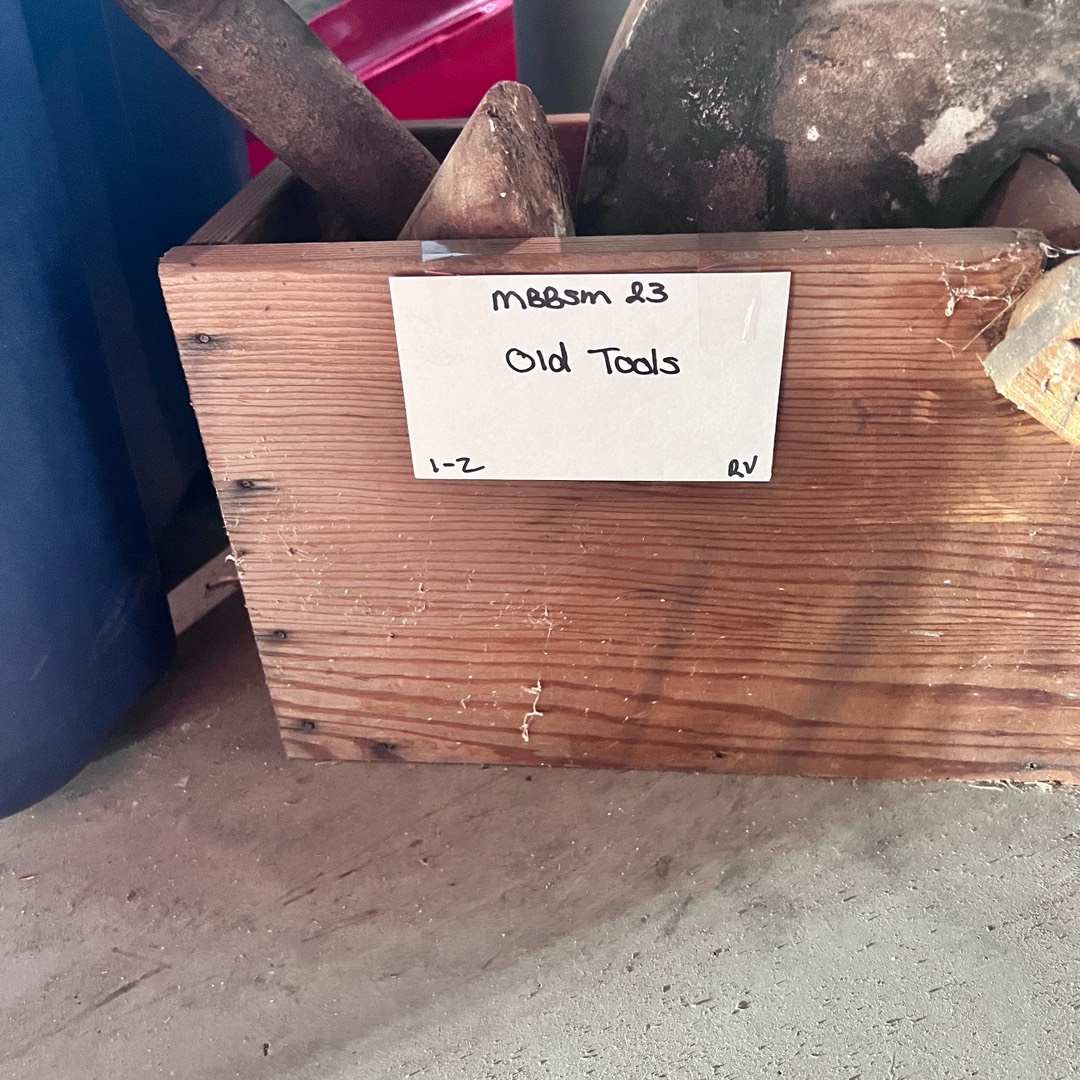 MBBSM 23
Old Tools
1-2 RV